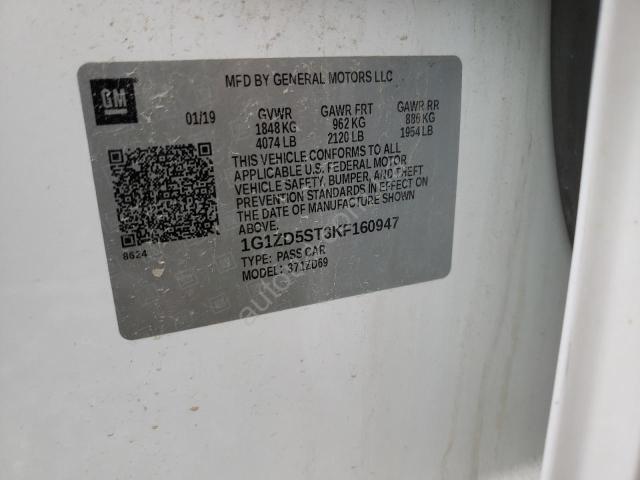 GM
MFD BY GENERAL MOTORS LLC
01/19 GVWR GAWR FRT GAWR RR
1848 KG 962 KG 886 KG
4074 LB 2120 LB 1954 LB
THIS VEHICLE CONFORMS TO ALL
APPLICABLE U.S. FEDERAL MOTOR
VEHICLE SAFETY, BUMPER, AND THEFT
PREVENTION STANDARDS IN EFFECT ON
THE DATE OF MANUFACTURE SHOWN
ABOVE.
1G1ZD5ST3KF160947
TYPE: PASS CAR
MODEL: 371ZD69
8624